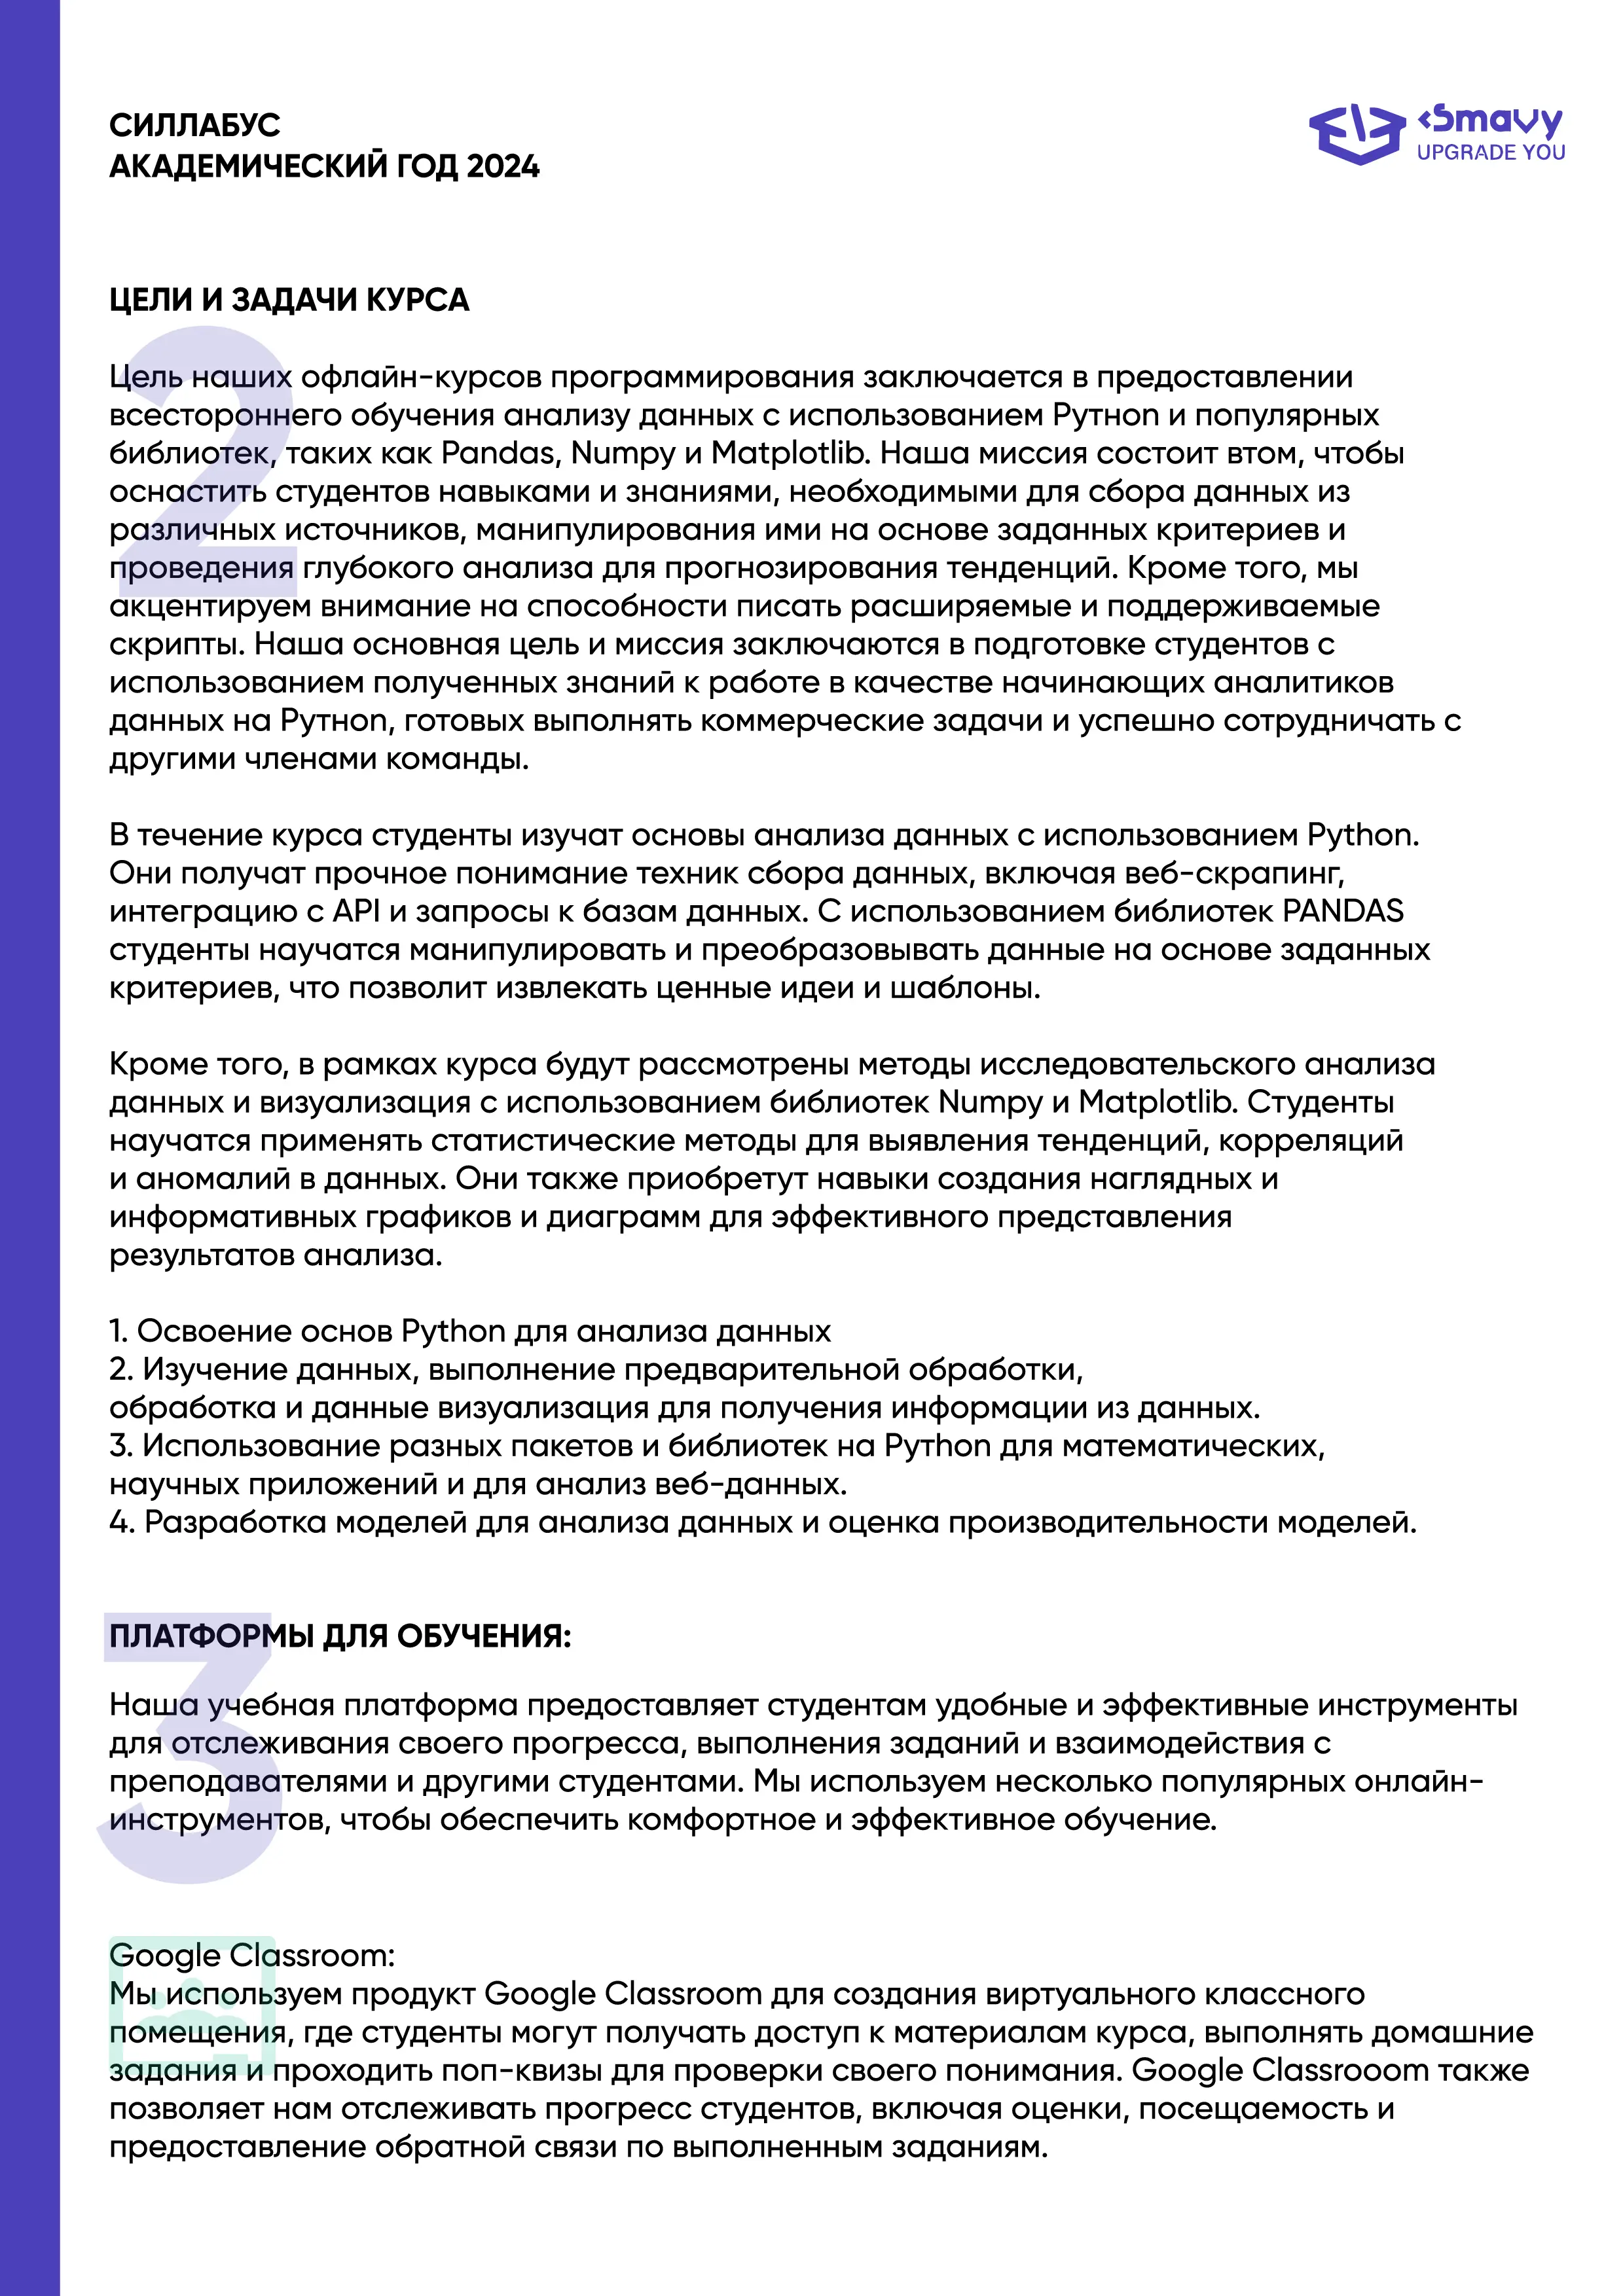 СИЛЛАБУС
АКАДЕМИЧЕСКИЙ ГОД 2024
<Smavy
UPGRADE YOU
ЦЕЛИ И ЗАДАЧИ КУРСА
2
Цель наших офлайн-курсов программирования заключается в предоставлении
всестороннего обучения анализу данных с использованием Pyтноn и популярных
библиотек, таких как Pandas, Numpy и Matplotlib. Наша миссия состоит втом, чтобы
оснастить студентов навыками и знаниями, необходимыми для сбора данных из
различных источников, манипулирования ими на основе заданных критериев и
проведения глубокого анализа для прогнозирования тенденций. Кроме того, мы
акцентируем внимание на способности писать расширяемые и поддерживаемые
скрипты. Наша основная цель и миссия заключаются в подготовке студентов с
использованием полученных знаний к работе в качестве начинающих аналитиков
данных на Pyтноn, готовых выполнять коммерческие задачи и успешно сотрудничать с
другими членами команды.
В течение курса студенты изучат основы анализа данных с использованием Python.
Они получат прочное понимание техник сбора данных, включая веб-скрапинг,
интеграцию с API и запросы к базам данных. С использованием библиотек PANDAS
студенты научатся манипулировать и преобразовывать данные на основе заданных
критериев, что позволит извлекать ценные идеи и шаблоны.
Кроме того, в рамках курса будут рассмотрены методы исследовательского анализа
данных и визуализация с использованием библиотек Numpy и Matplotlib. Студенты
научатся применять статистические методы для выявления тенденций, корреляций
и аномалий в данных. Они также приобретут навыки создания наглядных и
информативных графиков и диаграмм для эффективного представления
результатов анализа.
1. Освоение основ Python для анализа данных
2. Изучение данных, выполнение предварительной обработки,
обработка и данные визуализация для получения информации из данных.
3. Использование разных пакетов и библиотек на Python для математических,
научных приложений и для анализ веб-данных.
4. Разработка моделей для анализа данных и оценка производительности моделей.
3
ПЛАТФОРМЫ ДЛЯ ОБУЧЕНИЯ:
Наша учебная платформа предоставляет студентам удобные и эффективные инструменты
для отслеживания своего прогресса, выполнения заданий и взаимодействия с
преподавателями и другими студентами. Мы используем несколько популярных онлайн-
инструментов, чтобы обеспечить комфортное и эффективное обучение.
Google Classroom:
Мы используем продукт Google Classroom для создания виртуального классного
помещения, где студенты могут получать доступ к материалам курса, выполнять домашние
задания и проходить поп-квизы для проверки своего понимания. Google Classrooom также
позволяет нам отслеживать прогресс студентов, включая оценки, посещаемость и
предоставление обратной связи по выполненным заданиям.